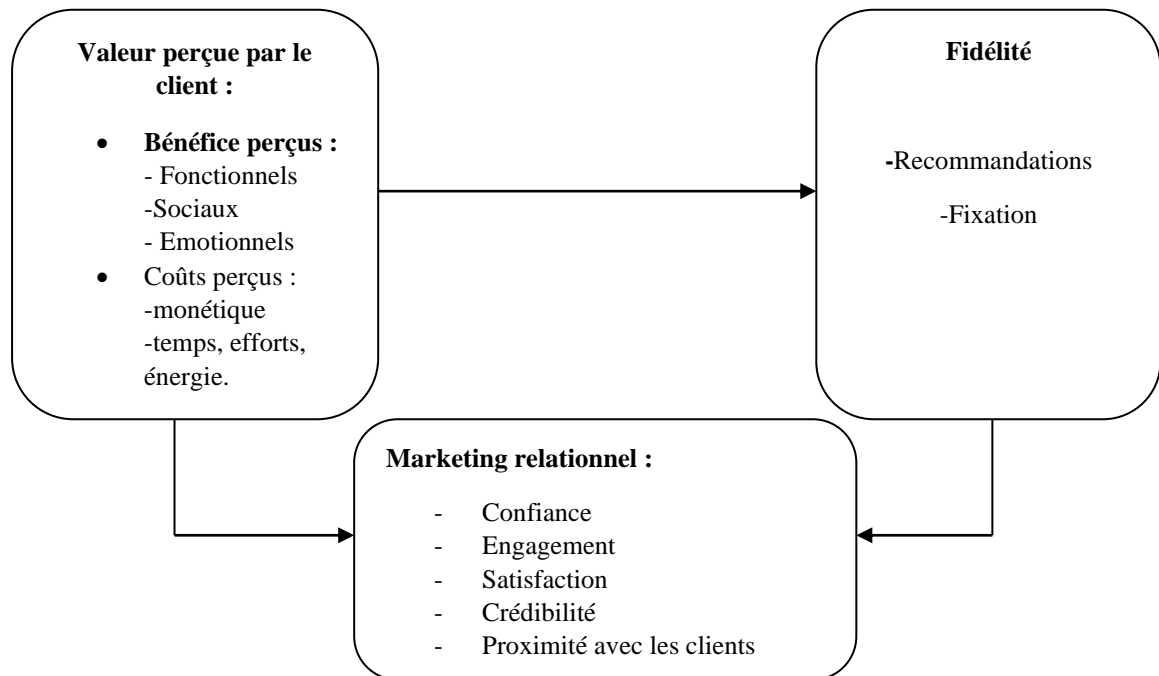 Valeur perçue par le
client :
• Bénéfice perçus :
- Fonctionnels
-Sociaux
- Emotionnels
• Coûts perçus :
-monétique
-temps, efforts,
énergie.
Fidélité
-Recommandations
-Fixation
Marketing relationnel :
- Confiance
- Engagement
- Satisfaction
- Crédibilité
- Proximité avec les clients